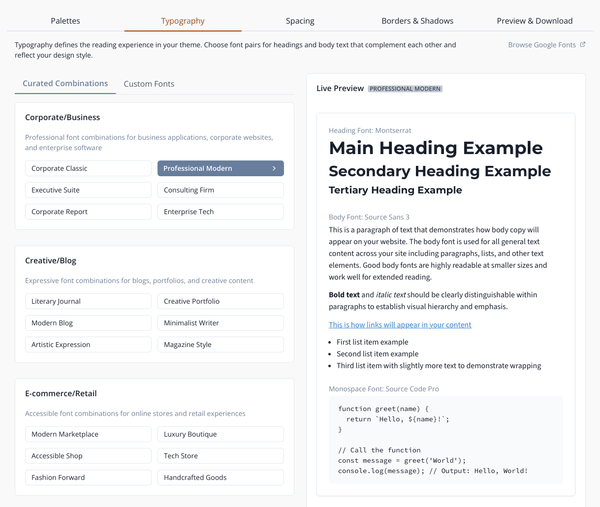 Palettes
Typography
Spacing
Borders & Shadows
Preview & Download
Typography defines the reading experience in your theme. Choose font pairs for headings and body text that complement each other and
reflect your design style.
Browse Google Fonts
Curated Combinations
Custom Fonts
Corporate/Business
Professional font combinations for business applications, corporate websites,
and enterprise software
Corporate Classic
Professional Modern
Executive Suite
Consulting Firm
Corporate Report
Enterprise Tech
Creative/Blog
Expressive font combinations for blogs, portfolios, and creative content
Literary Journal
Creative Portfolio
Modern Blog
Minimalist Writer
Artistic Expression
Magazine Style
E-commerce/Retail
Accessible font combinations for online stores and retail experiences
Modern Marketplace
Luxury Boutique
Accessible Shop
Tech Store
Fashion Forward
Handcrafted Goods
Live Preview PROFESSIONAL MODERN
Heading Font: Montserrat
Main Heading Example
Secondary Heading Example
Tertiary Heading Example
Body Font: Source Sans 3
This is a paragraph of text that demonstrates how body copy will
appear on your website. The body font is used for all general text
content across your site including paragraphs, lists, and other text
elements. Good body fonts are highly readable at smaller sizes and
work well for extended reading.
Bold text and italic text should be clearly distinguishable within
paragraphs to establish visual hierarchy and emphasis.
This is how links will appear in your content
• First list item example
• Second list item example
• Third list item with slightly more text to demonstrate wrapping
Monospace Font: Source Code Pro
function greet(name) {
  return `Hello, ${name}!`;
}
// Call the function
const message = greet('World');
console.log(message); // Output: Hello, World!